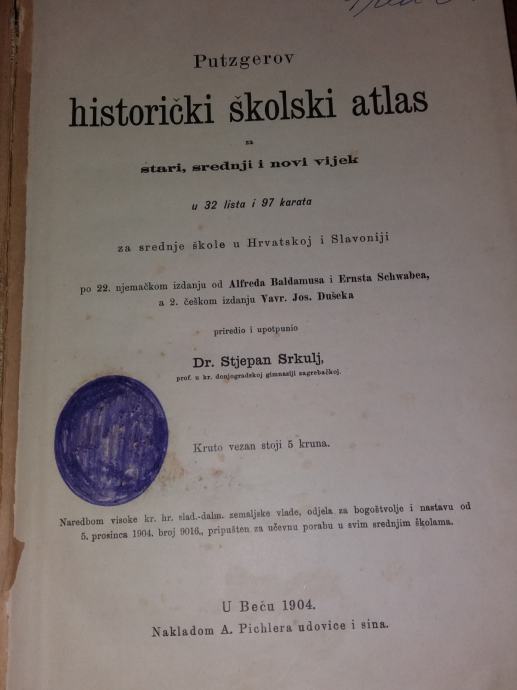 Putzgerov
historički školski atlas
za
stari, srednji i novi vijek
u 32 lista i 97 karata
za srednje škole u Hrvatskoj i Slavoniji
po 22. njemačkom izdanju od Alfreda Baldamusa i Ernsta Schwabea,
a 2. češkom izdanju Vavr. Jos. Dušeka
priredio i upotpunio
Dr. Stjepan Srkulj,
prof. u kr. donjogradskoj gimnasiji zagrebačkoj.
Kruto vezan stoji 5 kruna.
Naredbom visoke kr. hr. slad.-dalm. zemaljske vlade, odjela za bogoštvolje i nastavu od
5. prosinca 1904. broj 9016., pripušten za učevnu porabu u svim srednjim školama.
U Beču 1904.
Nakladom A. Pichlera udovice i sina.